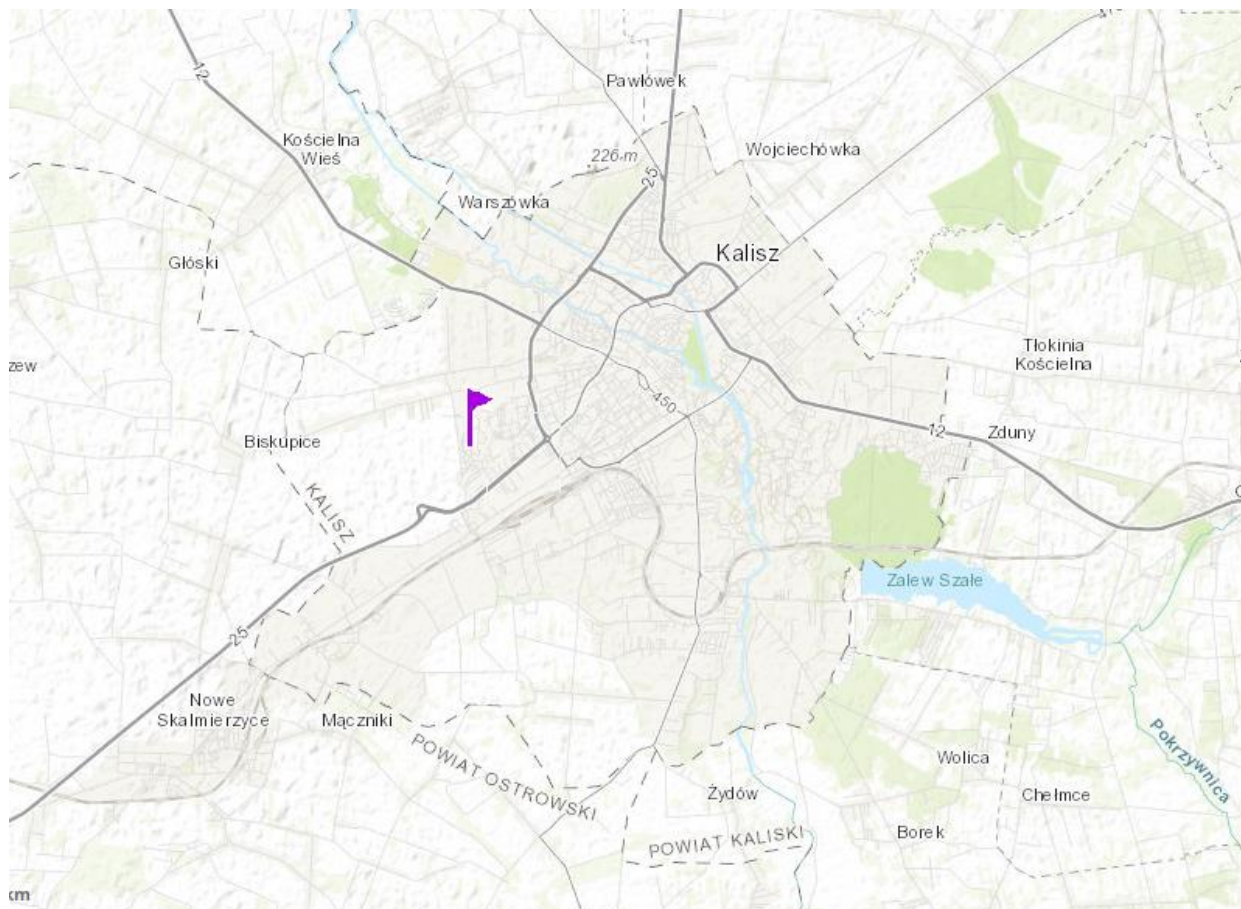 12
Pawłówek
Kościelna
Wieś
226 m
Wojciechówka
25
Warszówka
Kalisz
Głóski
12
Tłokinia
Kościelna
zew
450
12
Zduny
Biskupice
KALISZ
Zalew Szałe
25
Nowe
Skalmierzyce
Mączniki
POWIAT OSTROWSKI
Wolica
Pokrzywnica
Żydów
Chełmce
Borek
POWIAT KALISKI
km